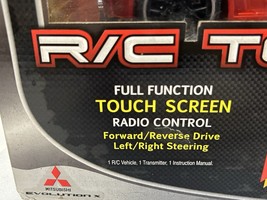 R/C
FULL FUNCTION
TOUCH SCREEN
RADIO CONTROL
Forward/Reverse Drive
Left/Right Steering
1 R/C Vehicle, 1 Transmitter, 1 Instruction Manual.
MITSUBISHI
EVOLUTION X